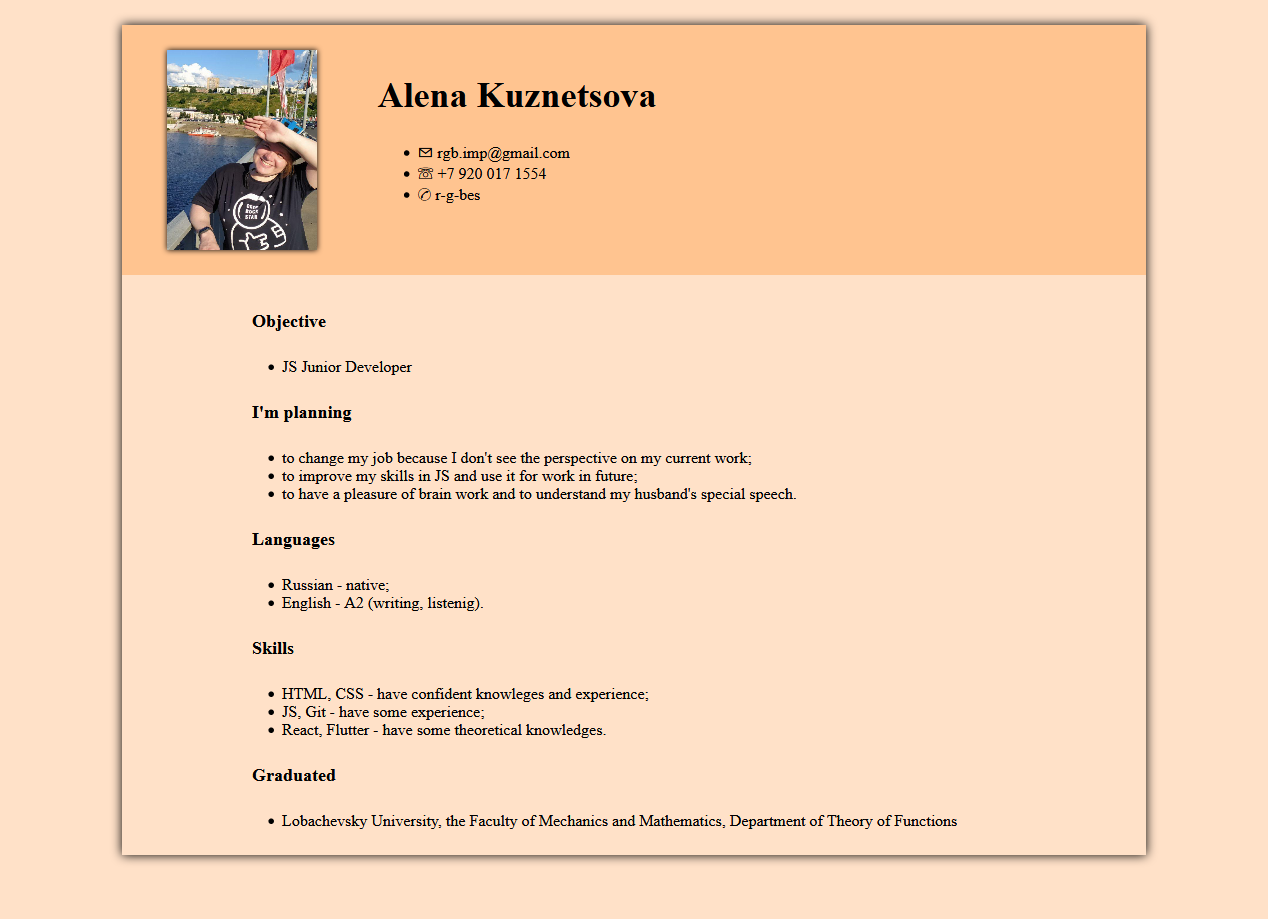 Alena Kuznetsova
🖂 rgb.imp@gmail.com
☏ +7 920 017 1554
✆ r-g-bes
DEEP
ROCK
STAR
Objective
JS Junior Developer
I'm planning
to change my job because I don't see the perspective on my current work;
to improve my skills in JS and use it for work in future;
to have a pleasure of brain work and to understand my husband's special speech.
Languages
Russian - native;
English - A2 (writing, listenig).
Skills
HTML, CSS - have confident knowleges and experience;
JS, Git - have some experience;
React, Flutter - have some theoretical knowledges.
Graduated
Lobachevsky University, the Faculty of Mechanics and Mathematics, Department of Theory of Functions